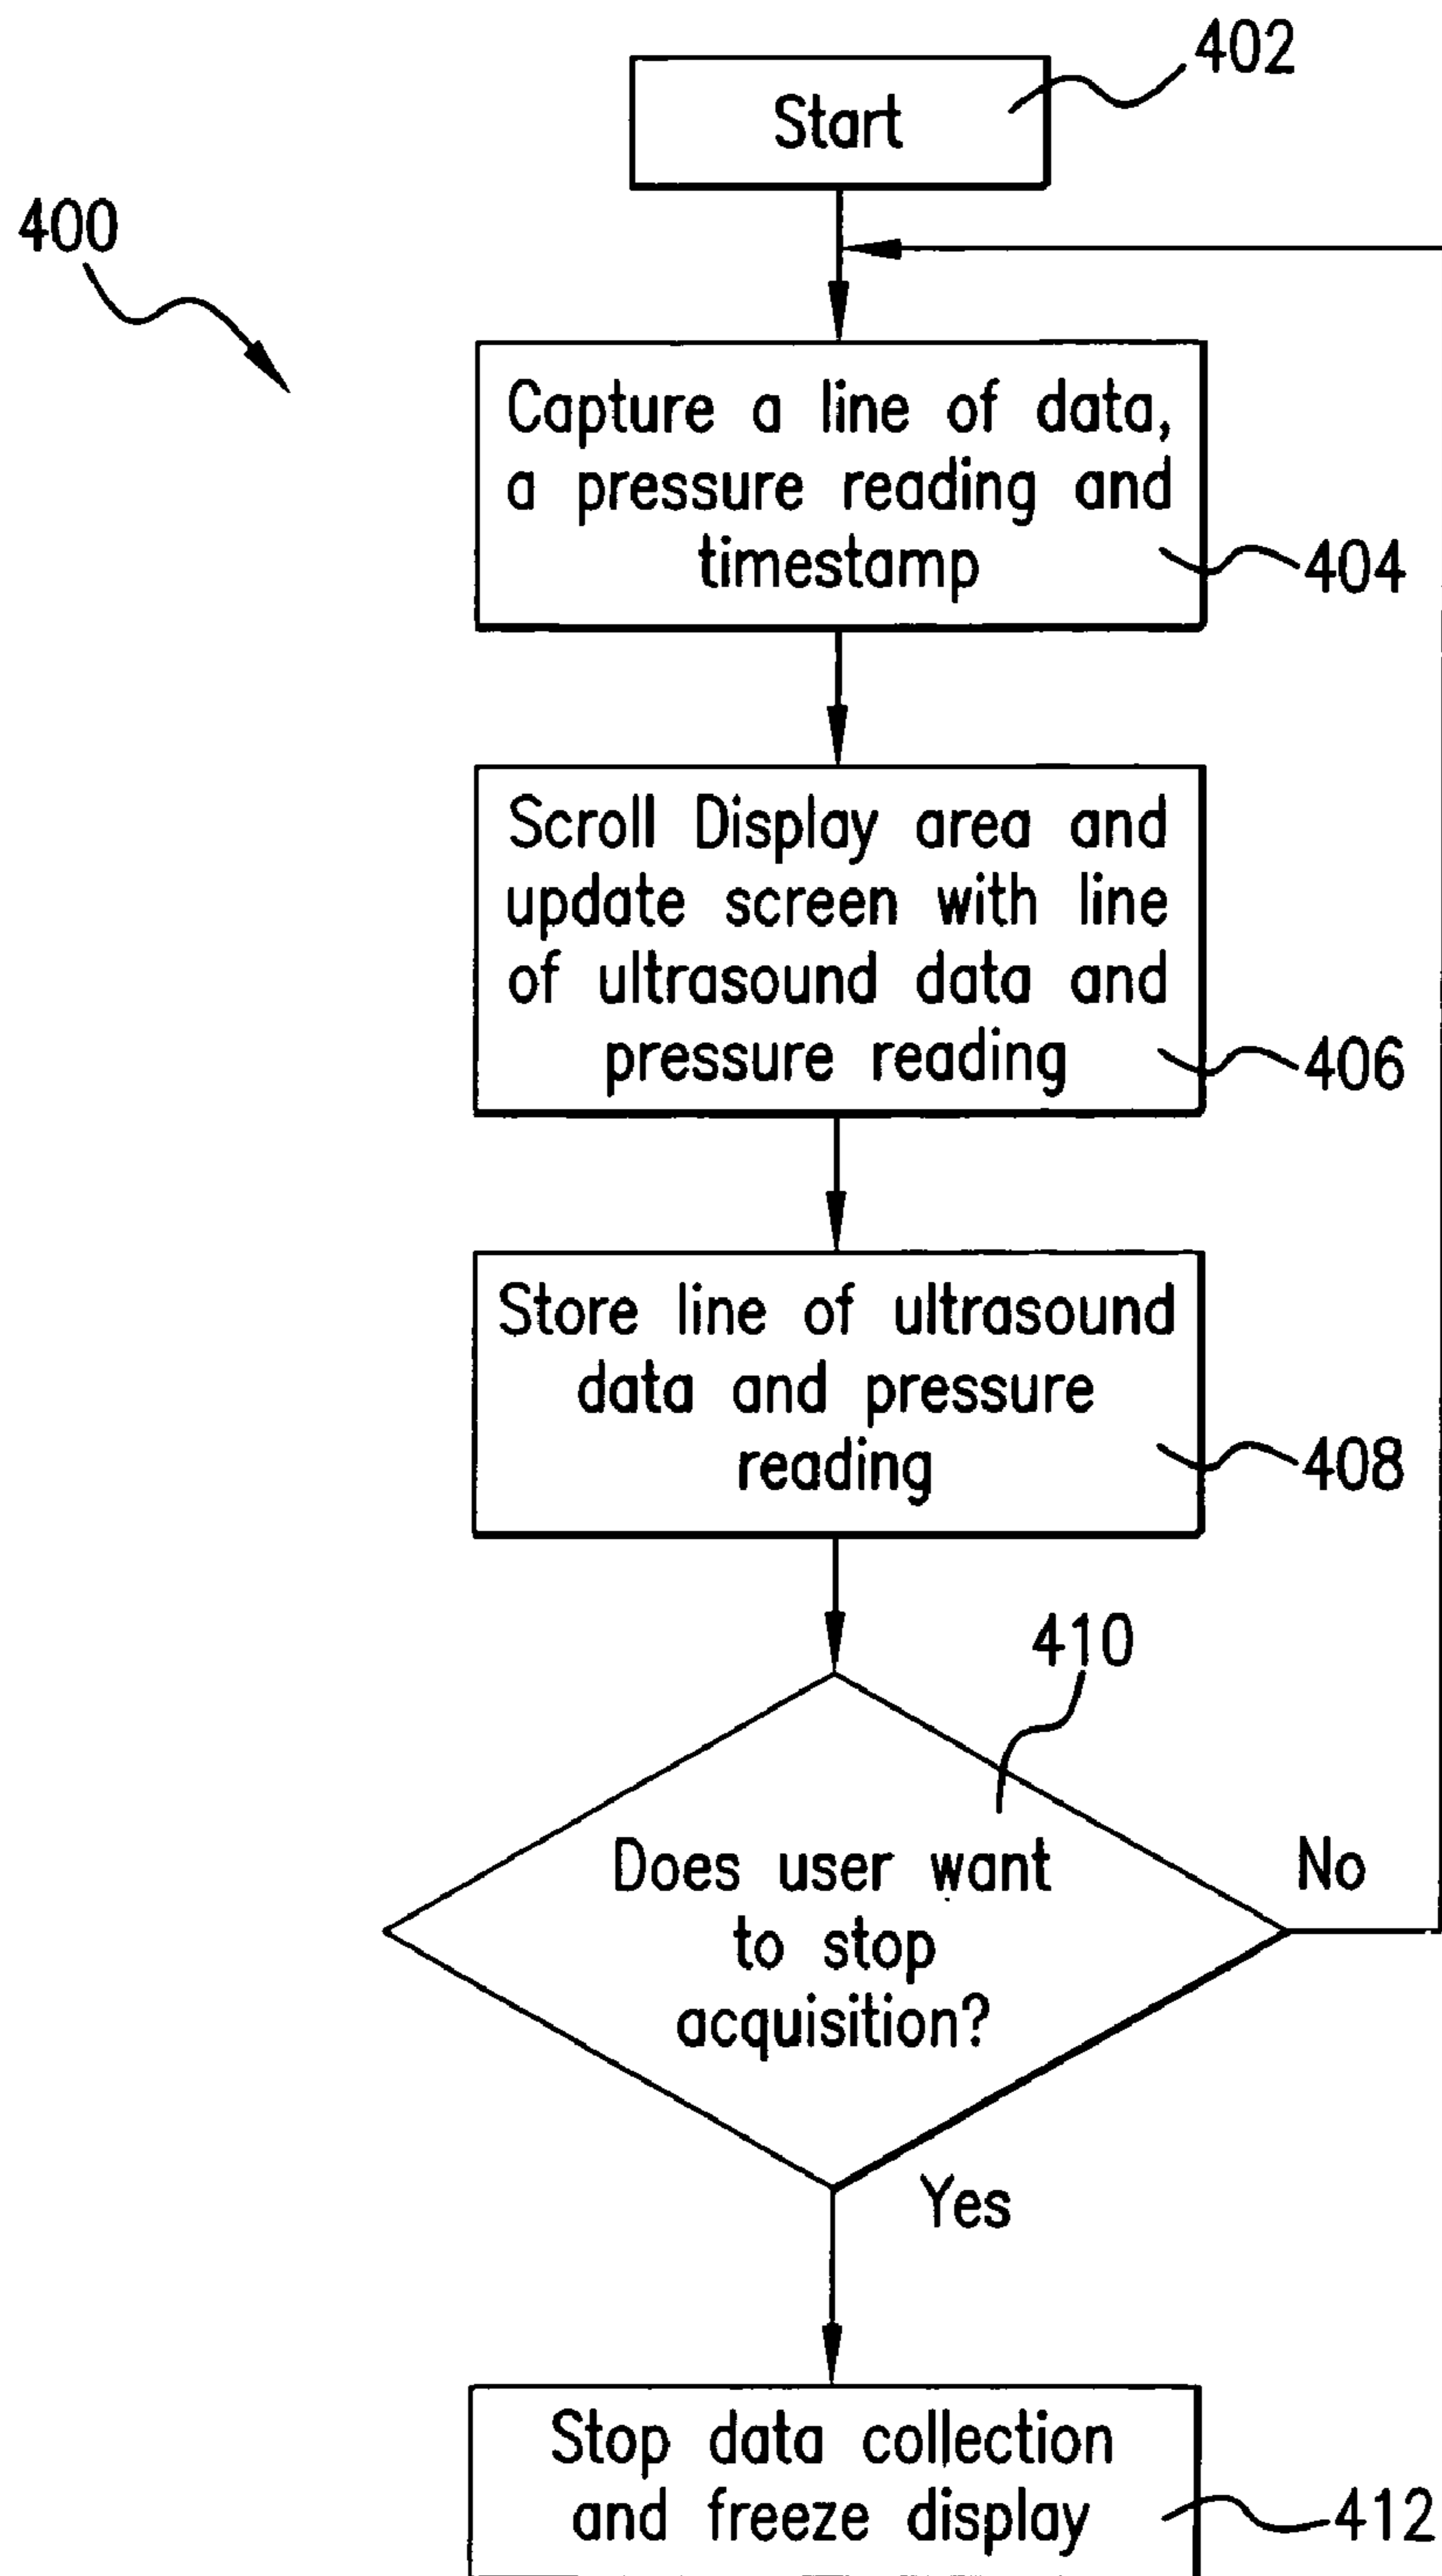 402
Start
400
Capture a line of data,
a pressure reading and
timestamp
404
Scroll Display area and
update screen with line
of ultrasound data and
pressure reading
406
Store line of ultrasound
data and pressure
reading
408
410
Does user want
to stop
acquisition?
No
Yes
Stop data collection
and freeze display
412